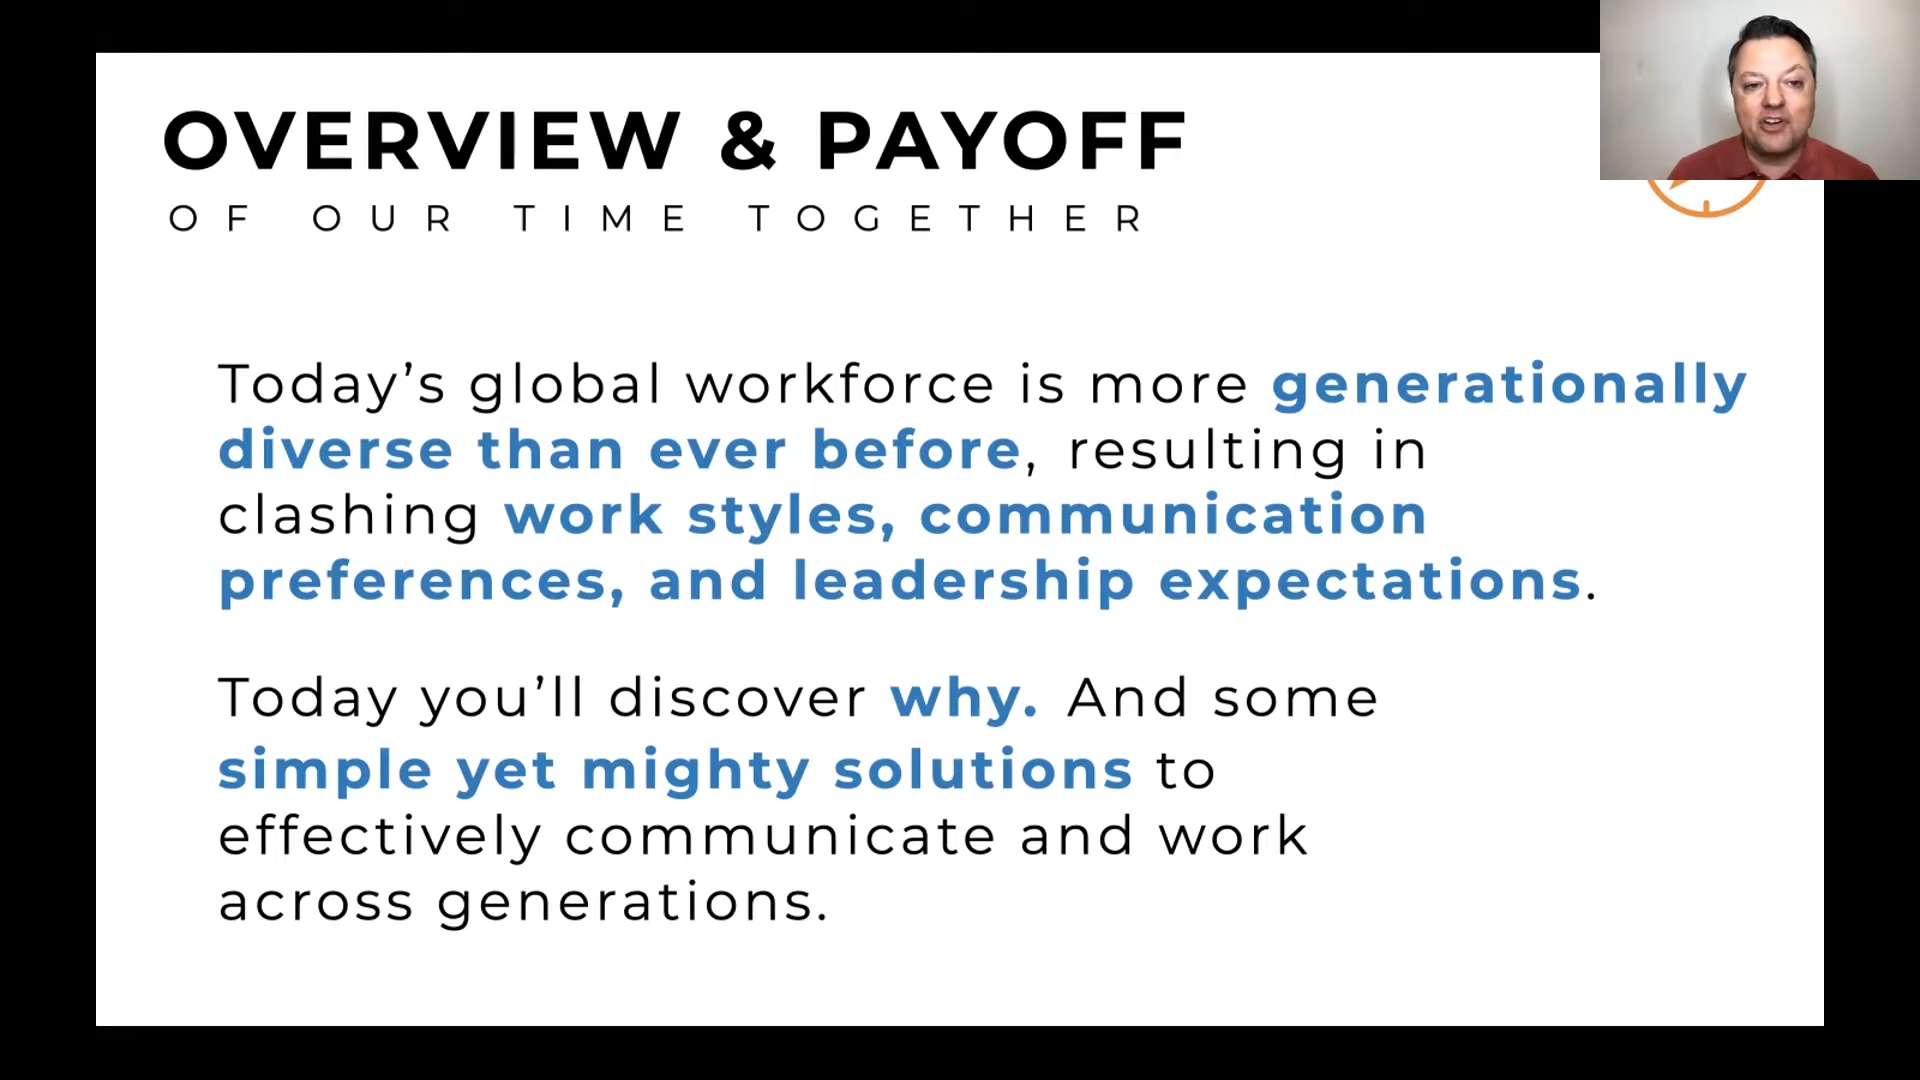 OVERVIEW & PAYOFF
OF OUR TIME TOGETHER
Today’s global workforce is more generationally
diverse than ever before, resulting in
clashing work styles, communication
preferences, and leadership expectations.
Today you’ll discover why. And some
simple yet mighty solutions to
effectively communicate and work
across generations.